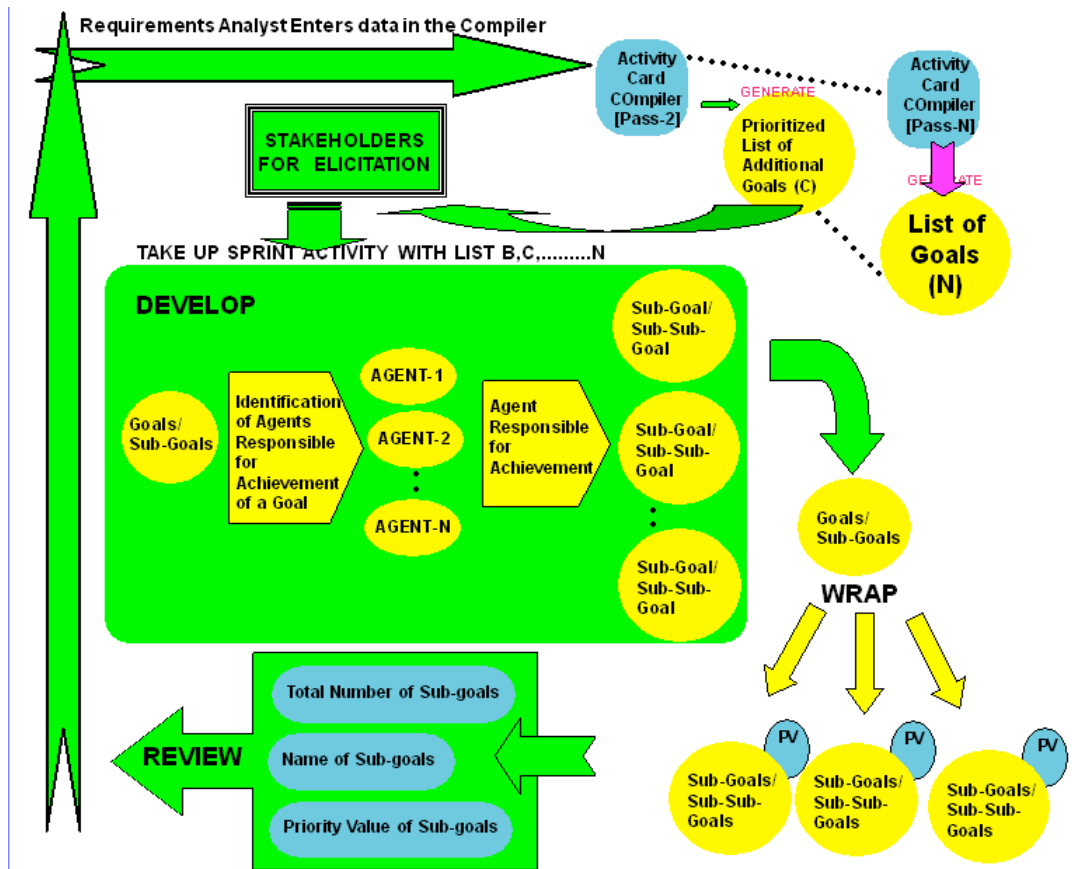 Requirements Analyst Enters data in the Compiler
Activity
Card
COmpiler
[Pass-2]
GENERATE
Prioritized
List of
Additional
Goals (C)
Activity
Card
COmpiler
[Pass-N]
GENERATE
List of
Goals
(N)
STAKEHOLDERS
FOR ELICITATION
TAKE UP SPRINT ACTIVITY WITH LIST B,C,.........N
DEVELOP
Goals/
Sub-Goals
Identification
of Agents
Responsible
for
Achievement
of a Goal
AGENT-1
AGENT-2
AGENT-N
Agent
Responsible
for
Achievement
Sub-Goal/
Sub-Sub-
Goal
Sub-Goal/
Sub-Sub-
Goal
Sub-Goal/
Sub-Sub-
Goal
Goals/
Sub-Goals
WRAP
PV
Sub-Goals/
Sub-Sub-
Goals
PV
Sub-Goals/
Sub-Sub-
Goals
PV
Sub-Goals/
Sub-Sub-
Goals
Total Number of Sub-goals
Name of Sub-goals
Priority Value of Sub-goals
REVIEW